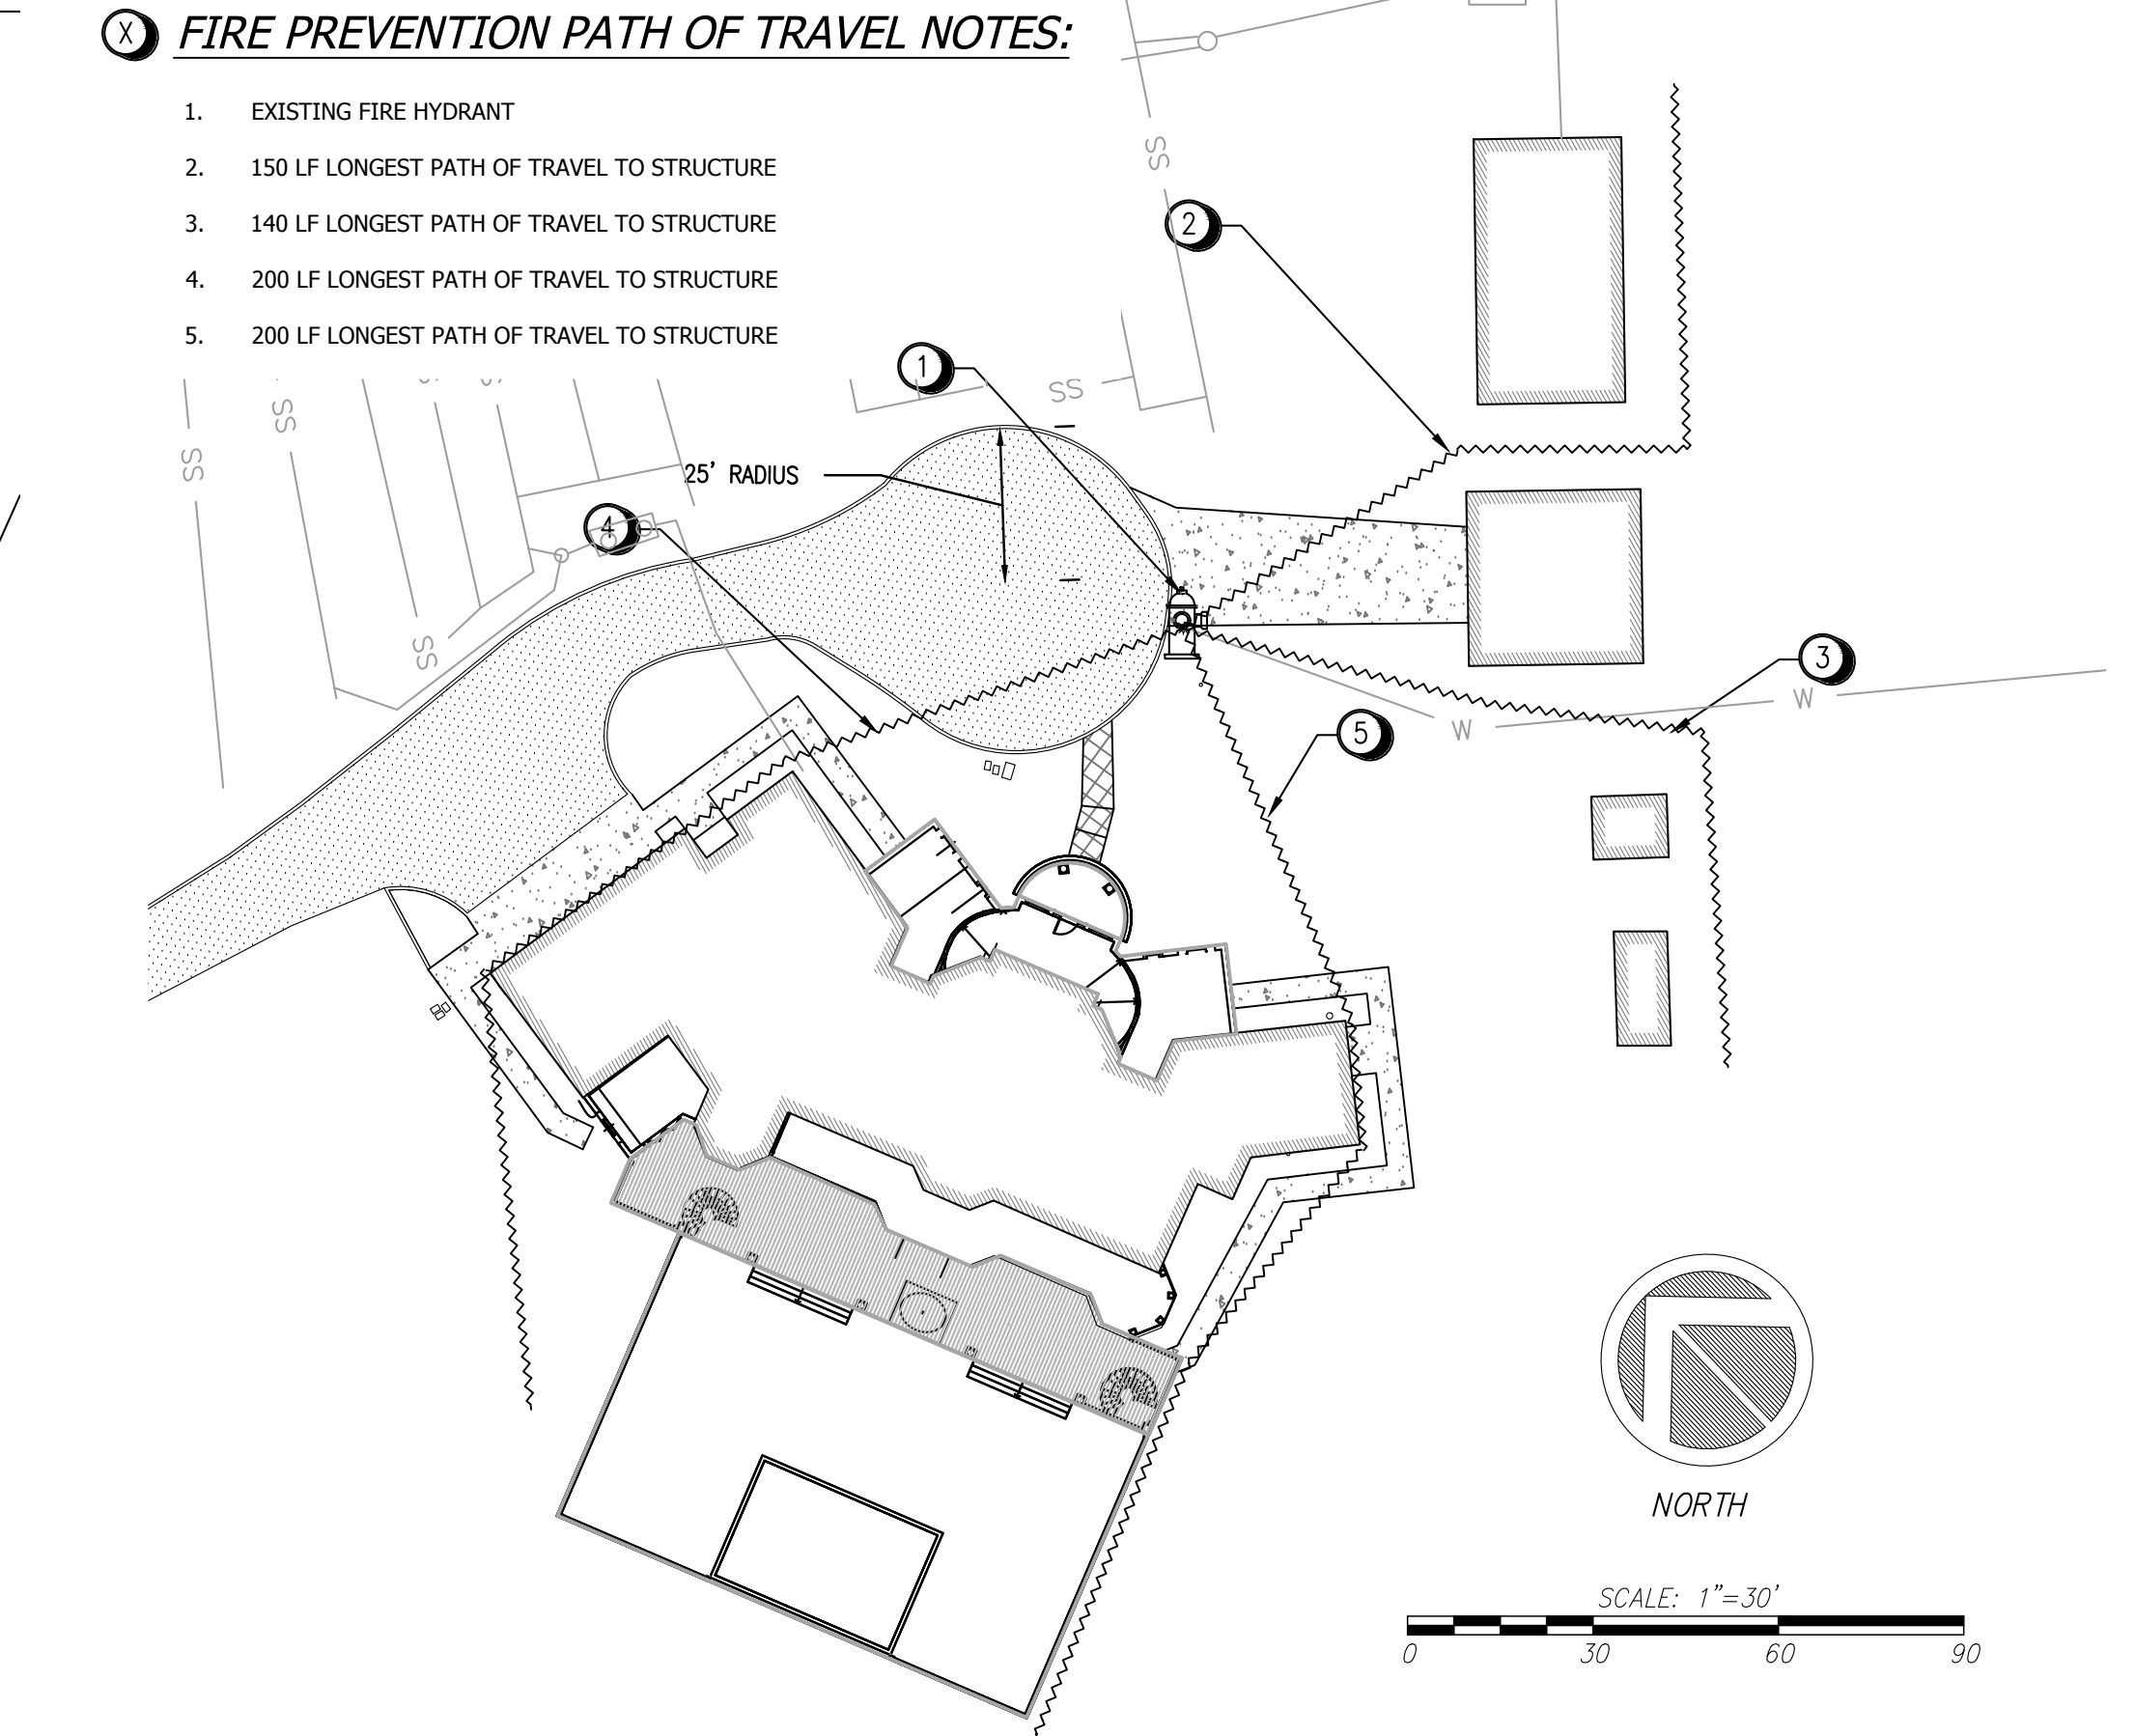 X FIRE PREVENTION PATH OF TRAVEL NOTES:
1. EXISTING FIRE HYDRANT
2. 150 LF LONGEST PATH OF TRAVEL TO STRUCTURE
3. 140 LF LONGEST PATH OF TRAVEL TO STRUCTURE
4. 200 LF LONGEST PATH OF TRAVEL TO STRUCTURE
5. 200 LF LONGEST PATH OF TRAVEL TO STRUCTURE
SS
2
1
SS
SS
SS
25' RADIUS
4
SS
3
W
W
5
NORTH
SCALE: 1"=30'
0 30 60 90